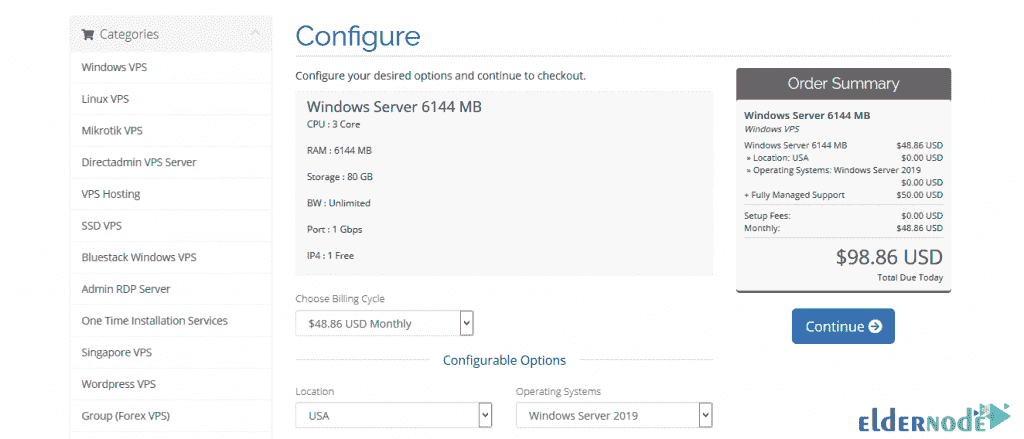 Categories
Windows VPS
Linux VPS
Mikrotik VPS
Directadmin VPS Server
VPS Hosting
SSD VPS
Bluestack Windows VPS
Admin RDP Server
One Time Installation Services
Singapore VPS
Wordpress VPS
Group (Forex VPS)
Configure
Configure your desired options and continue to checkout.
Windows Server 6144 MB
CPU : 3 Core
RAM : 6144 MB
Storage : 80 GB
BW : Unlimited
Port : 1 Gbps
IP4 : 1 Free
Choose Billing Cycle
$48.86 USD Monthly
Configurable Options
Location
USA
Operating Systems
Windows Server 2019
Order Summary
Windows Server 6144 MB
Windows VPS
Windows Server 6144 MB $48.86 USD
» Location: USA $0.00 USD
» Operating Systems: Windows Server 2019
$0.00 USD
+ Fully Managed Support $50.00 USD
Setup Fees: $0.00 USD
Monthly: $48.86 USD
$98.86 USD
Total Due Today
Continue
ELDERNODE